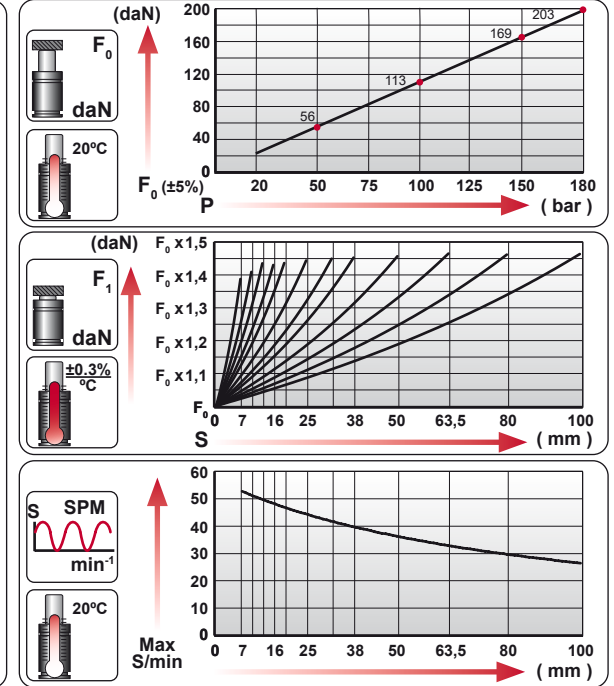 (daN)
F0
daN
20ºC
200
160
120
80
40
0
56
113
169
203
F0 (±5%)
20 50 75 100 125 150 180
P
( bar )
(daN)
F1
daN
±0.3%
ºC
F0 x1,5
F0 x1,4
F0 x1,3
F0 x1,2
F0 x1,1
F0
0 7 16 25 38 50 63,5 80 100
S
( mm )
S SPM
min-1
20ºC
60
50
40
30
20
10
0
Max
S/min
0 7 16 25 38 50 63,5 80 100
( mm )